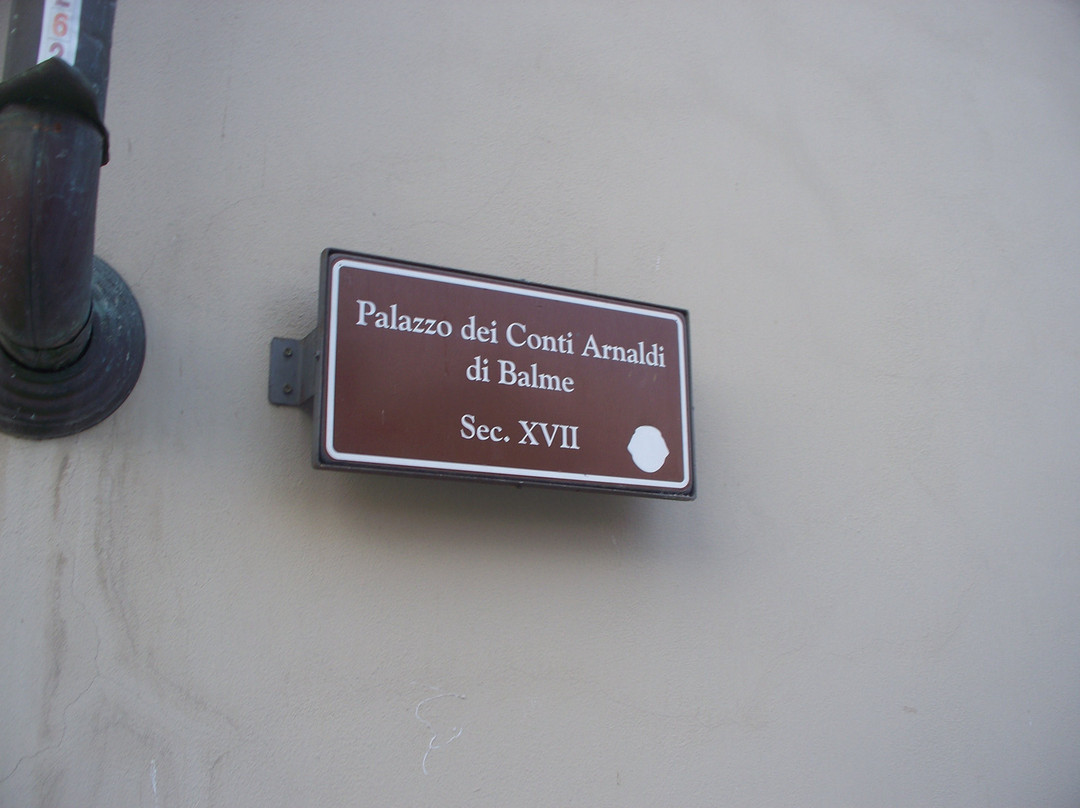 Palazzo dei Conti Arnaldi
di Balme
Sec. XVII